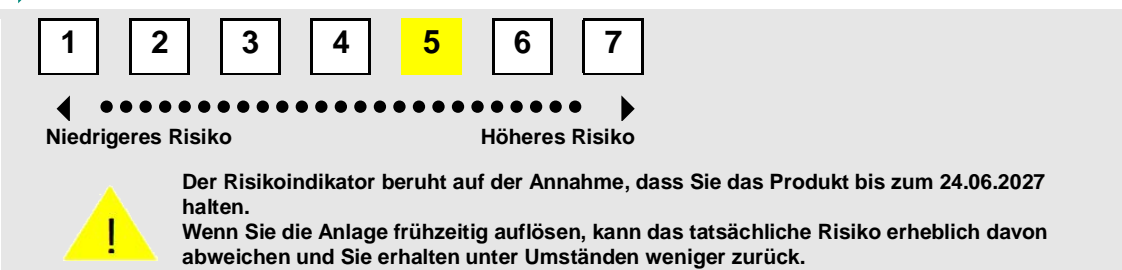 1 2 3 4 5 6 7
Niedrigeres Risiko Höheres Risiko
Der Risikoindikator beruht auf der Annahme, dass Sie das Produkt bis zum 24.06.2027
halten.
Wenn Sie die Anlage frühzeitig auflösen, kann das tatsächliche Risiko erheblich davon
! abweichen und Sie erhalten unter Umständen weniger zurück.